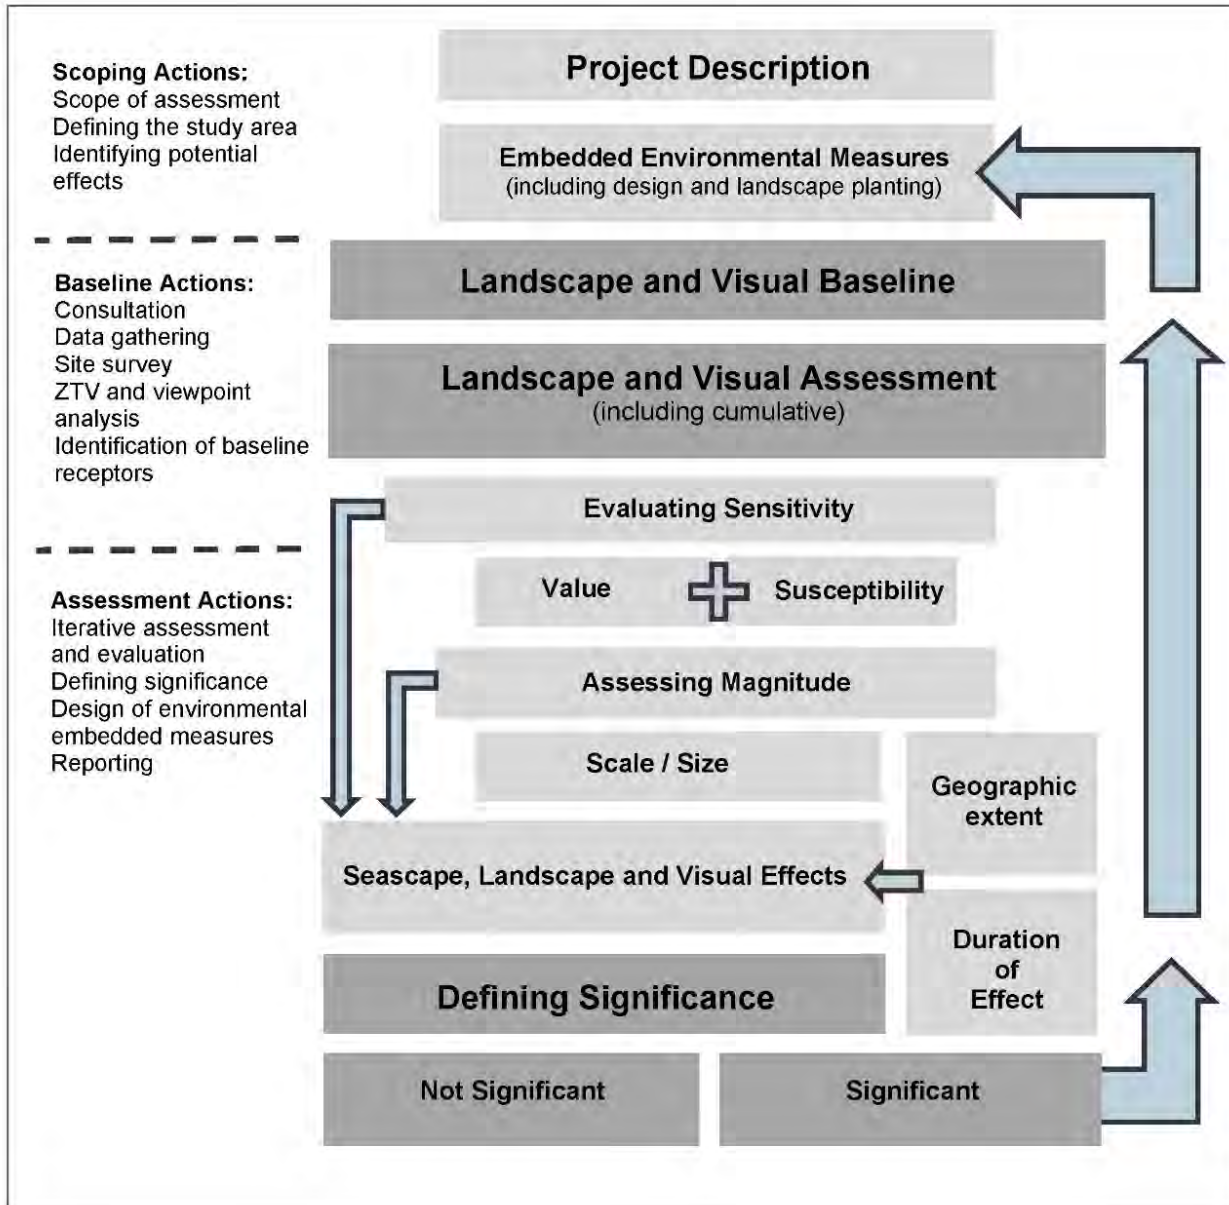 Scoping Actions:
Scope of assessment
Defining the study area
Identifying potential
effects
Baseline Actions:
Consultation
Data gathering
Site survey
ZTV and viewpoint
analysis
Identification of baseline
receptors
Assessment Actions:
Iterative assessment
and evaluation
Defining significance
Design of environmental
embedded measures
Reporting
Project Description
Embedded Environmental Measures
(including design and landscape planting)
Landscape and Visual Baseline
Landscape and Visual Assessment
(including cumulative)
Evaluating Sensitivity
Value
Susceptibility
Assessing Magnitude
Scale / Size
Geographic
extent
Seascape, Landscape and Visual Effects
Duration
of
Effect
Defining Significance
Not Significant
Significant